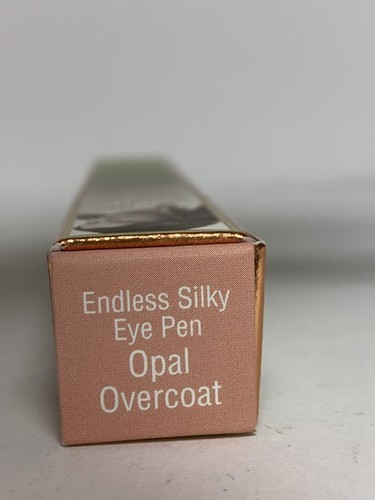 Endless Silky
Eye Pen
Opal
Overcoat